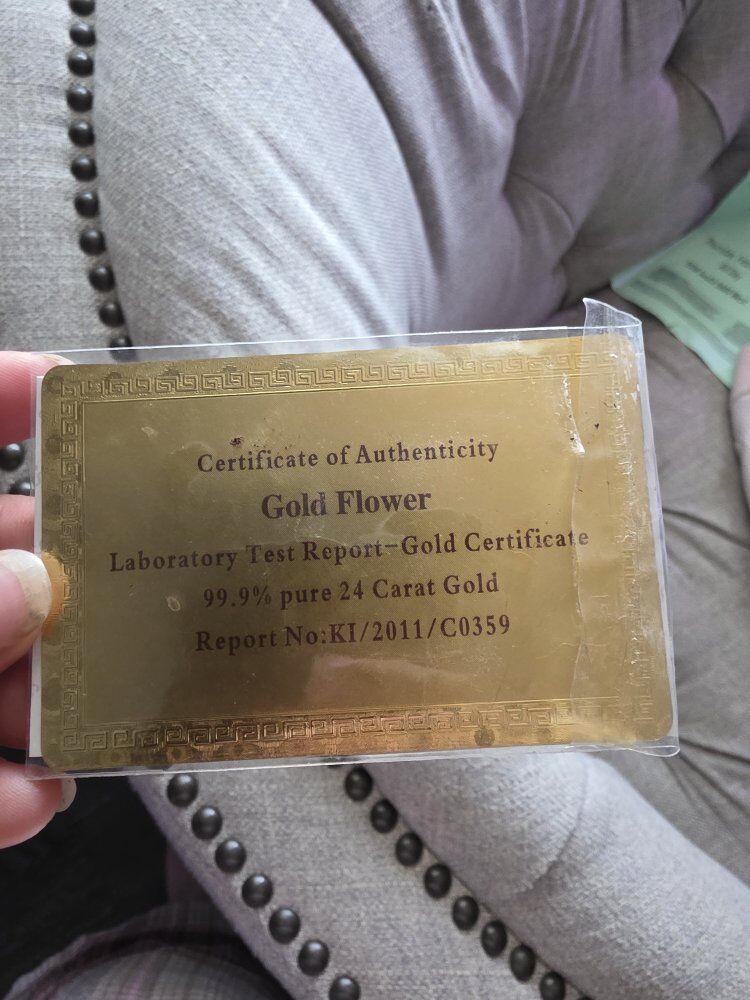 Certificate of Authenticity
Gold Flower
Laboratory Test Report-Gold Certificate
99.9% pure 24 Carat Gold
Report No:KI/2011/C0359